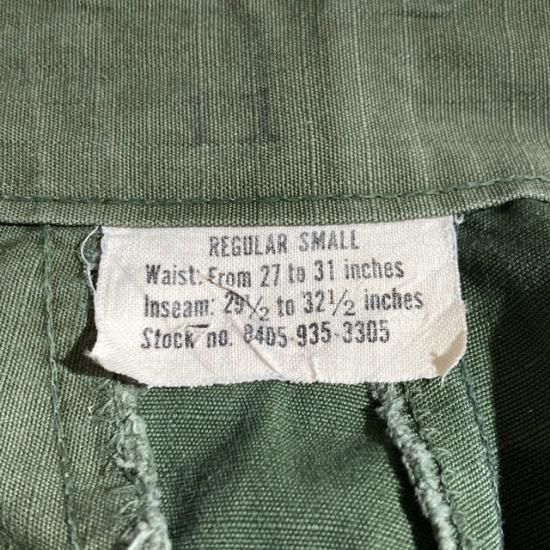 REGULAR SMALL
Waist: From 27 to 31 inches
Inseam: 29½ to 32½ inches
Stock no. 8405-935-3305